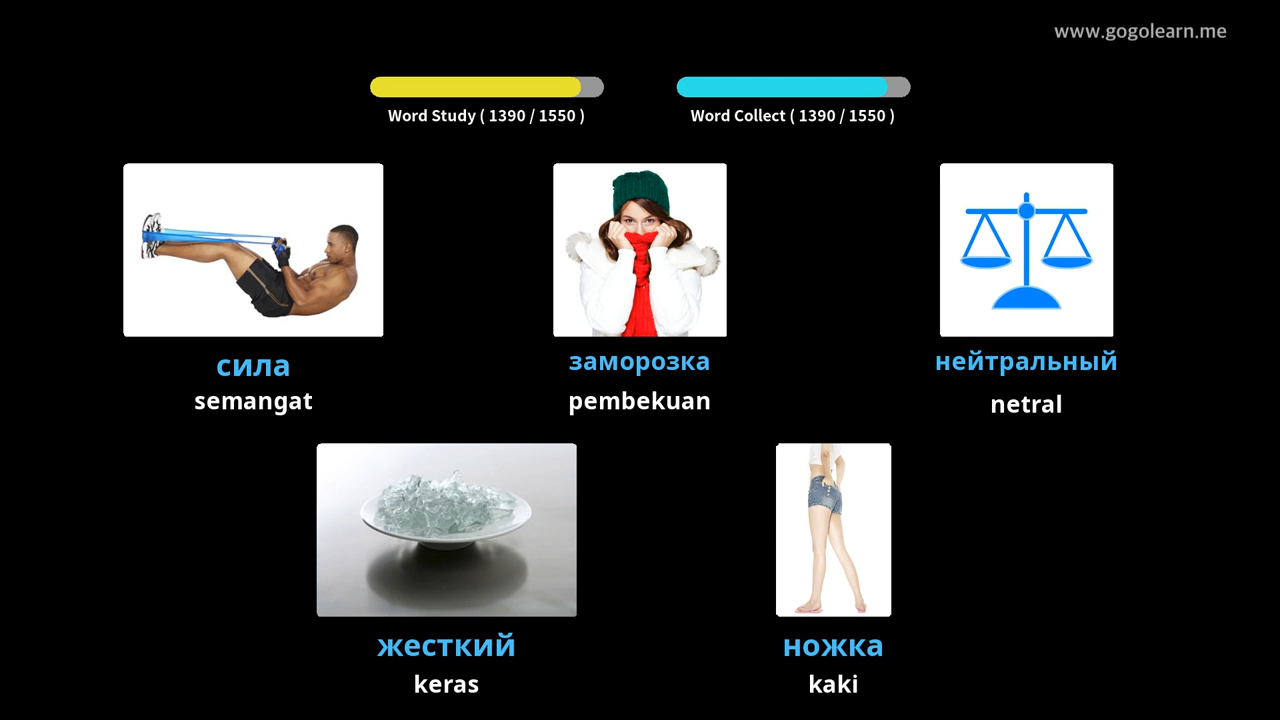 www.gogolearn.me
Word Study ( 1390 / 1550 )
Word Collect ( 1390 / 1550 )
сила
semangat
заморозка
pembekuan
нейтральный
netral
жесткий
keras
ножка
kaki